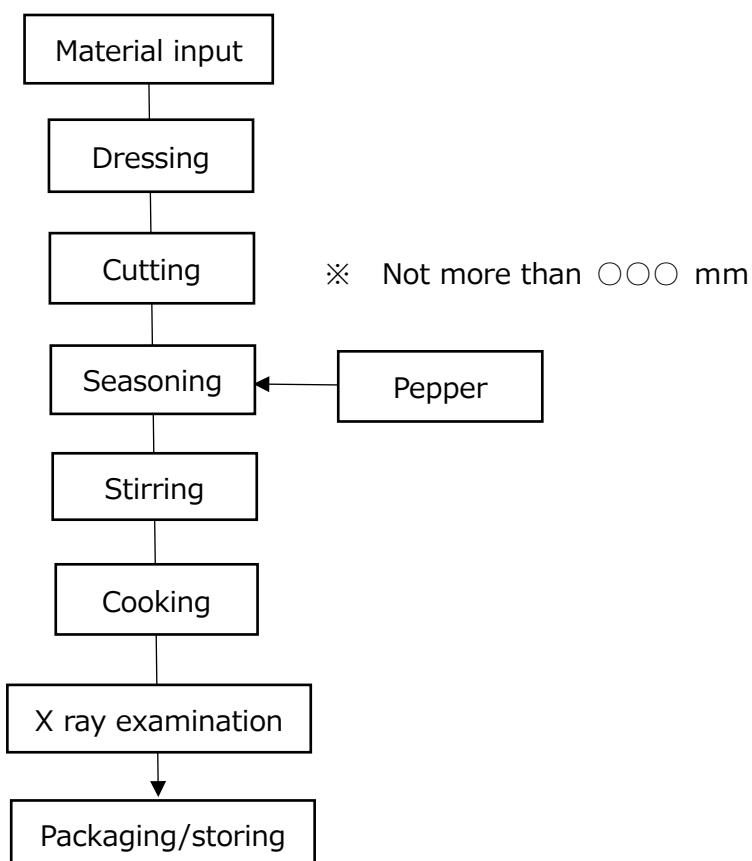 Material input
Dressing
Cutting
※ Not more than ○○○ mm
Seasoning
Pepper
Stirring
Cooking
X ray examination
Packaging/storing